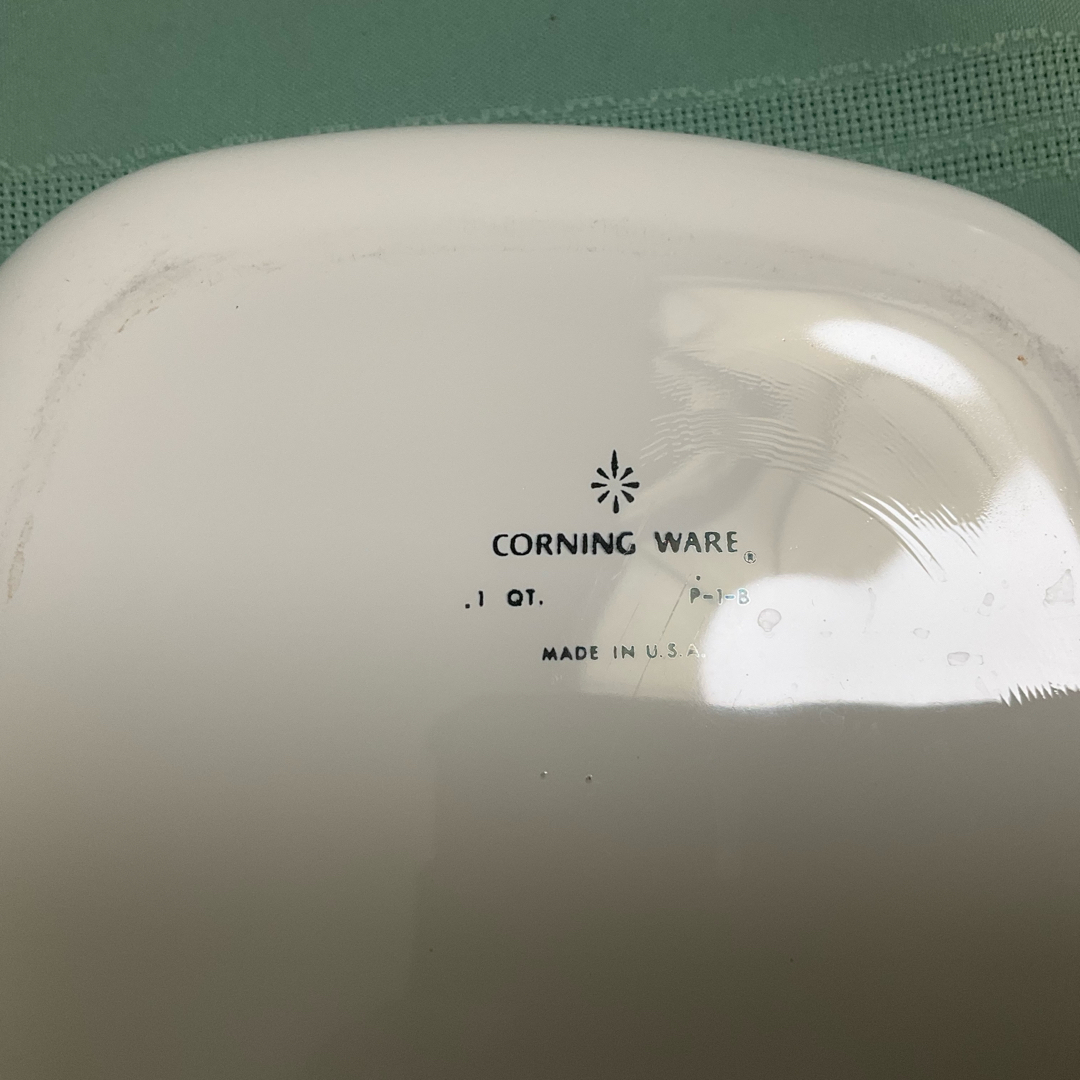 CORNING WARE®
.1 QT. P-1-B
MADE IN U.S.A.